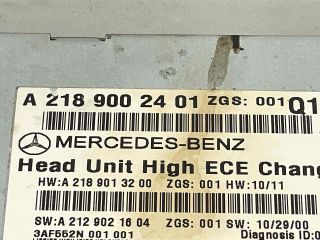 A 218 900 24 01 ZGS: 001 Q1
MERCEDES-BENZ
Head Unit High ECE Chang
HW: A 218 901 32 00 ZGS: 001 HW: 10/11
SW: A 212 902 16 04 ZGS: 001 SW: 10/29/00
3AF552N 001 001 Diagnosis ID:0